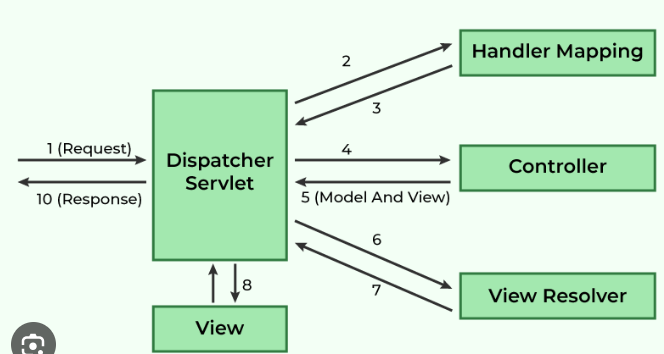 2
Handler Mapping
3
1 (Request)
Dispatcher
Servlet
4
Controller
10 (Response)
5 (Model And View)
6
7
View Resolver
8
View